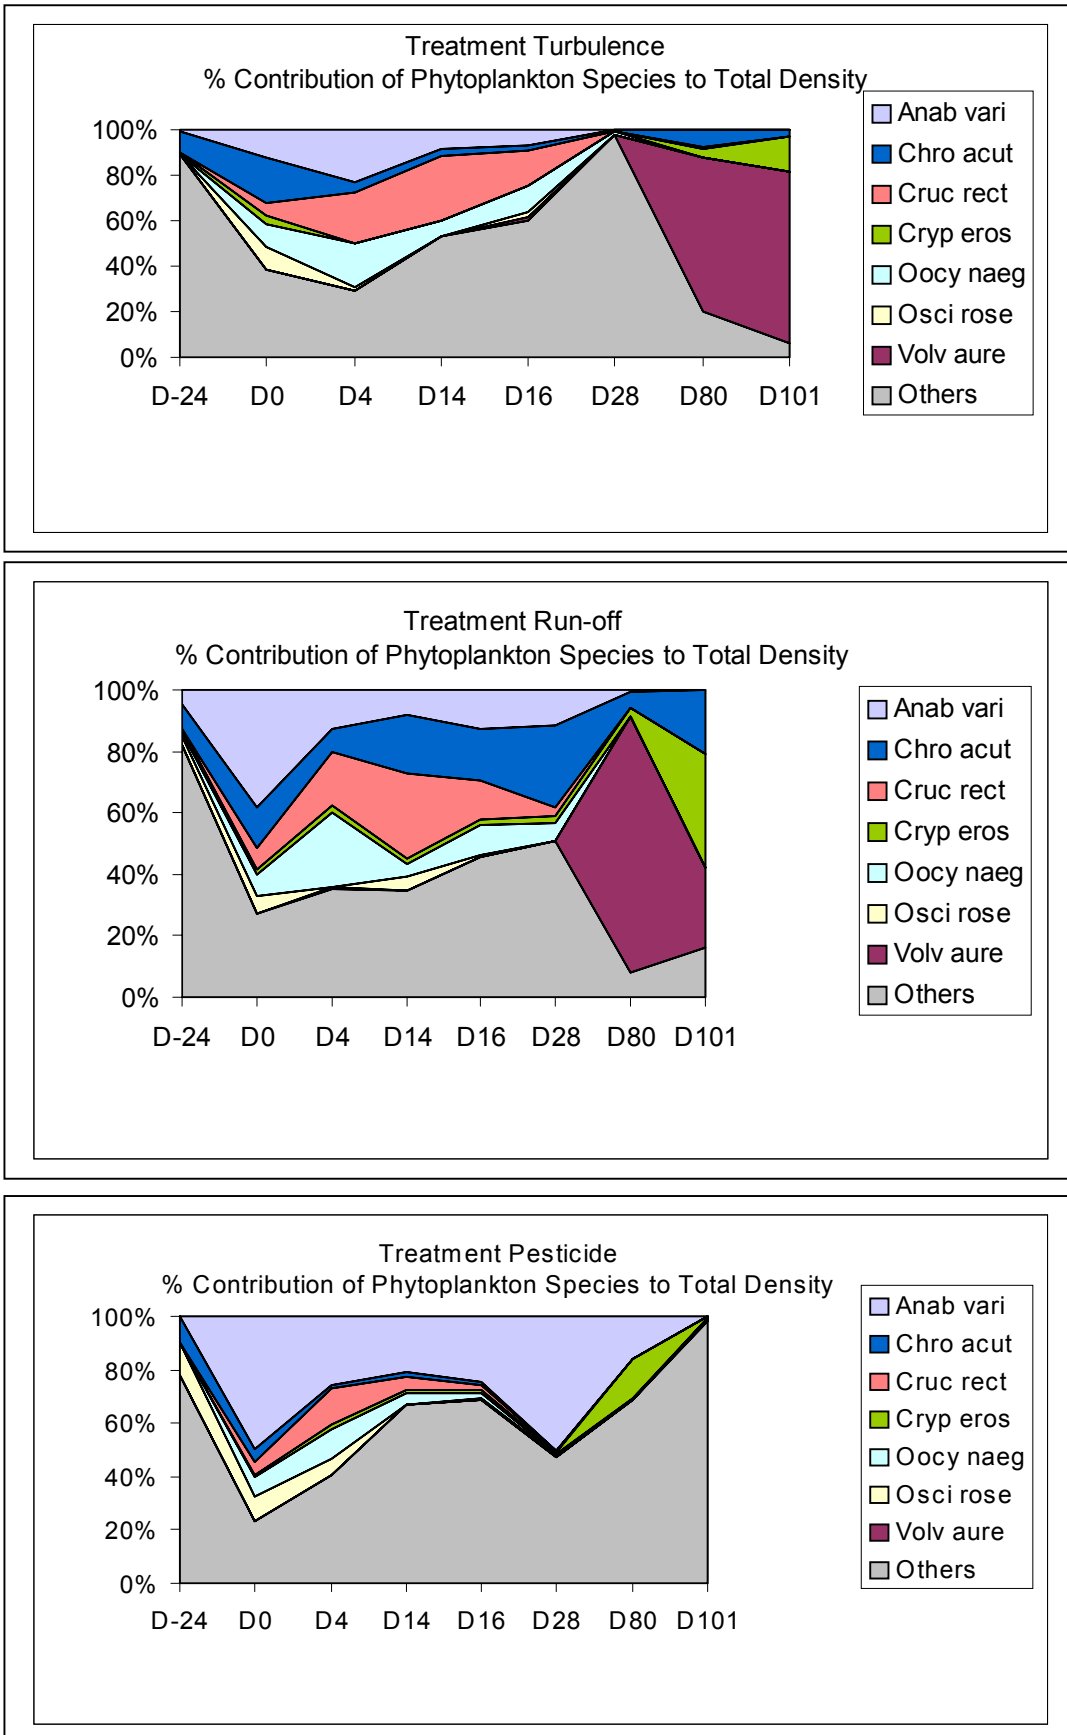 Treatment Turbulence
% Contribution of Phytoplankton Species to Total Density
100%
80%
60%
40%
20%
0%
D-24 D0 D4 D14 D16 D28 D80 D101
Anab vari
Chro acut
Cruc rect
Cryp eros
Oocy naeg
Osci rose
Volv aure
Others
Treatment Run-off
% Contribution of Phytoplankton Species to Total Density
100%
80%
60%
40%
20%
0%
D-24 D0 D4 D14 D16 D28 D80 D101
Anab vari
Chro acut
Cruc rect
Cryp eros
Oocy naeg
Osci rose
Volv aure
Others
Treatment Pesticide
% Contribution of Phytoplankton Species to Total Density
100%
80%
60%
40%
20%
0%
D-24 D0 D4 D14 D16 D28 D80 D101
Anab vari
Chro acut
Cruc rect
Cryp eros
Oocy naeg
Osci rose
Volv aure
Others